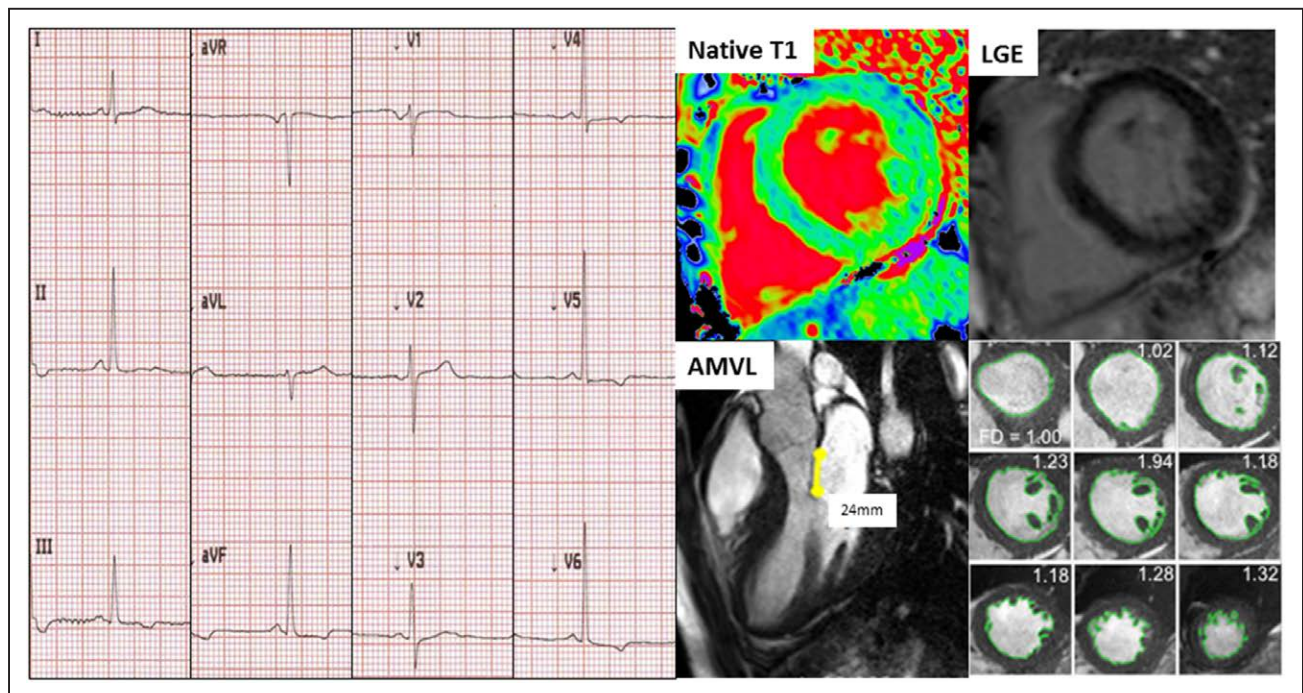 I
aVR
V1
V4
II
aVL
V2
V5
III
aVF
V3
V6
Native T1
LGE
AMVL
24mm
FD = 1.00
1.02
1.12
1.23
1.94
1.18
1.18
1.28
1.32